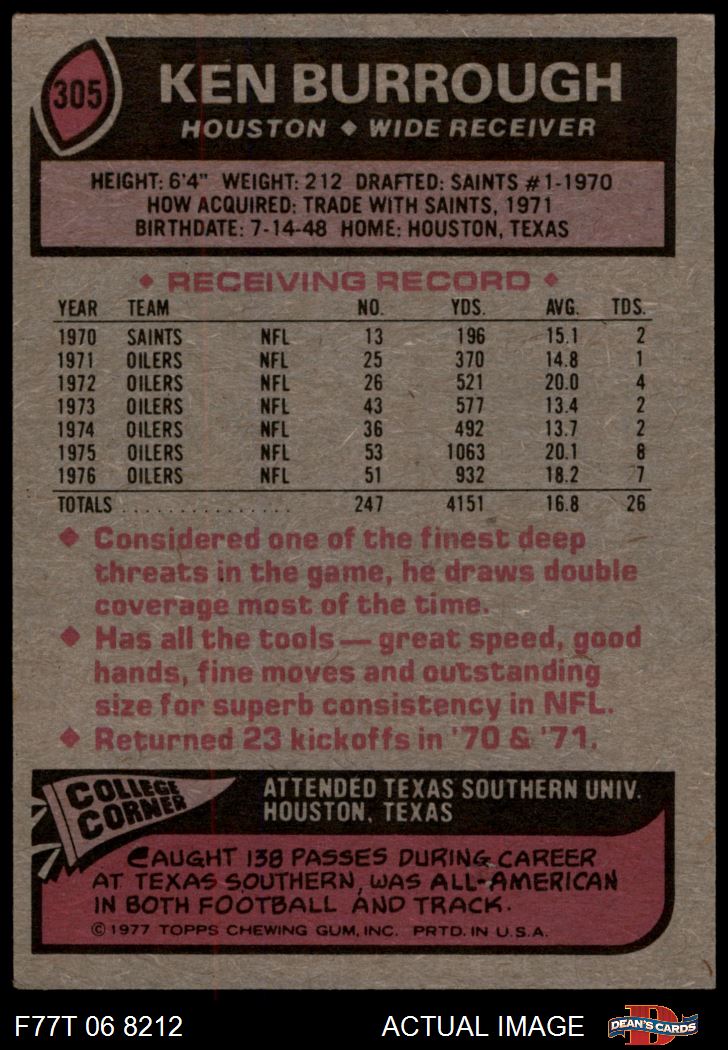 305
KEN BURROUGH
HOUSTON ◆ WIDE RECEIVER
HEIGHT: 6'4" WEIGHT: 212 DRAFTED: SAINTS #1-1970
HOW ACQUIRED: TRADE WITH SAINTS, 1971
BIRTHDATE: 7-14-48 HOME: HOUSTON, TEXAS
◆ RECEIVING RECORD ◆
YEAR TEAM NO. YDS. AVG. TDS.
1970 SAINTS NFL 13 196 15.1 2
1971 OILERS NFL 25 370 14.8 1
1972 OILERS NFL 26 521 20.0 4
1973 OILERS NFL 43 577 13.4 2
1974 OILERS NFL 36 492 13.7 2
1975 OILERS NFL 53 1063 20.1 8
1976 OILERS NFL 51 932 18.2 7
TOTALS . . . . . . . . . . . . . . . 247 4151 16.8 26
◆ Considered one of the finest deep
threats in the game, he draws double
coverage most of the time.
◆ Has all the tools — great speed, good
hands, fine moves and outstanding
size for superb consistency in NFL.
◆ Returned 23 kickoffs in '70 & '71.
COLLEGE
CORNER
ATTENDED TEXAS SOUTHERN UNIV.
HOUSTON, TEXAS
CAUGHT 138 PASSES DURING CAREER
AT TEXAS SOUTHERN, WAS ALL-AMERICAN
IN BOTH FOOTBALL AND TRACK.
© 1977 TOPPS CHEWING GUM, INC. PRTD. IN U.S.A.
F77T 06 8212 ACTUAL IMAGE
D
DEAN'S CARDS